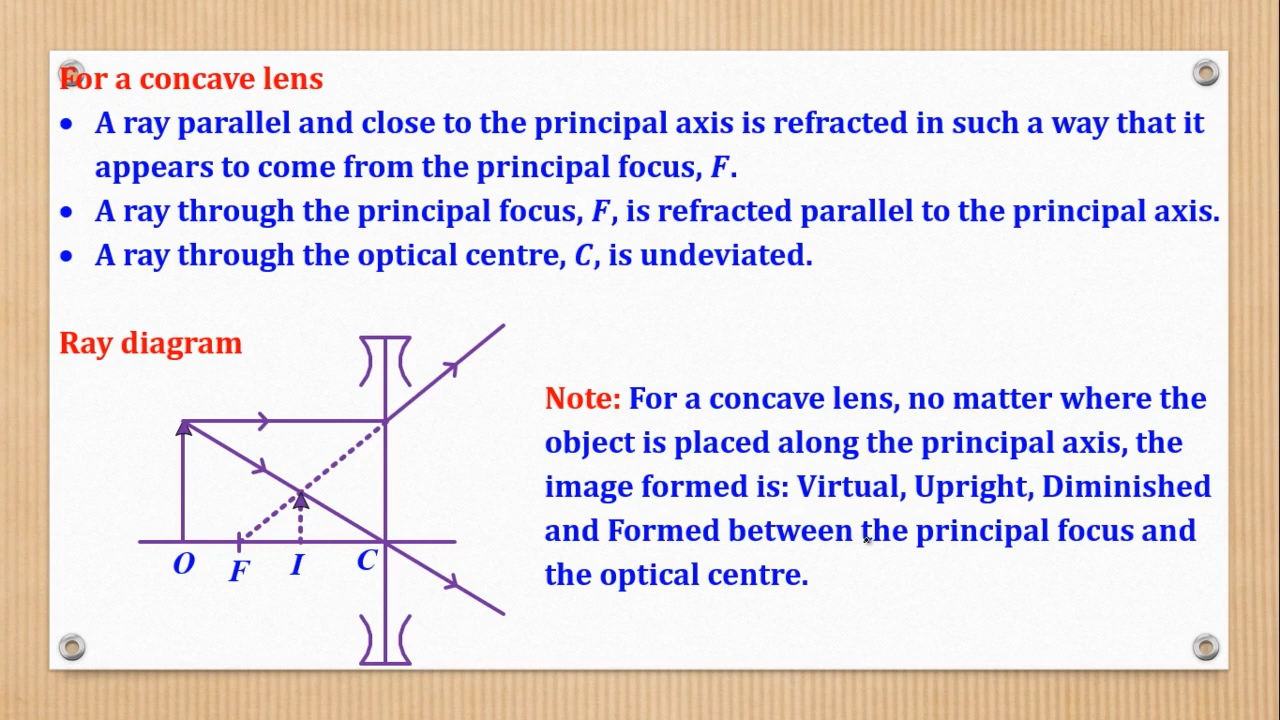 For a concave lens
• A ray parallel and close to the principal axis is refracted in such a way that it
appears to come from the principal focus, F.
• A ray through the principal focus, F, is refracted parallel to the principal axis.
• A ray through the optical centre, C, is undeviated.
Ray diagram
Note: For a concave lens, no matter where the
object is placed along the principal axis, the
image formed is: Virtual, Upright, Diminished
and Formed between the principal focus and
the optical centre.
O F I C